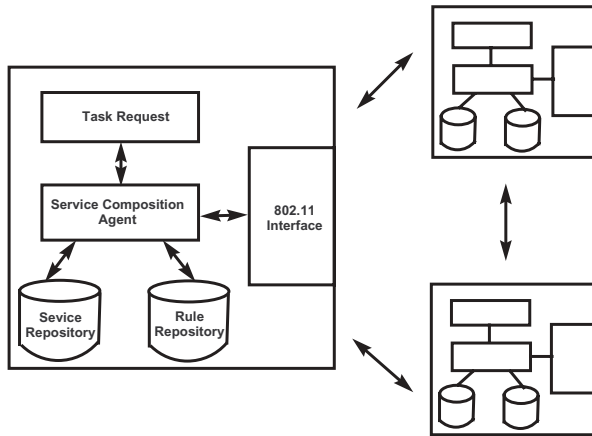 Task Request
Service Composition
Agent
802.11
Interface
Sevice
Repository
Rule
Repository